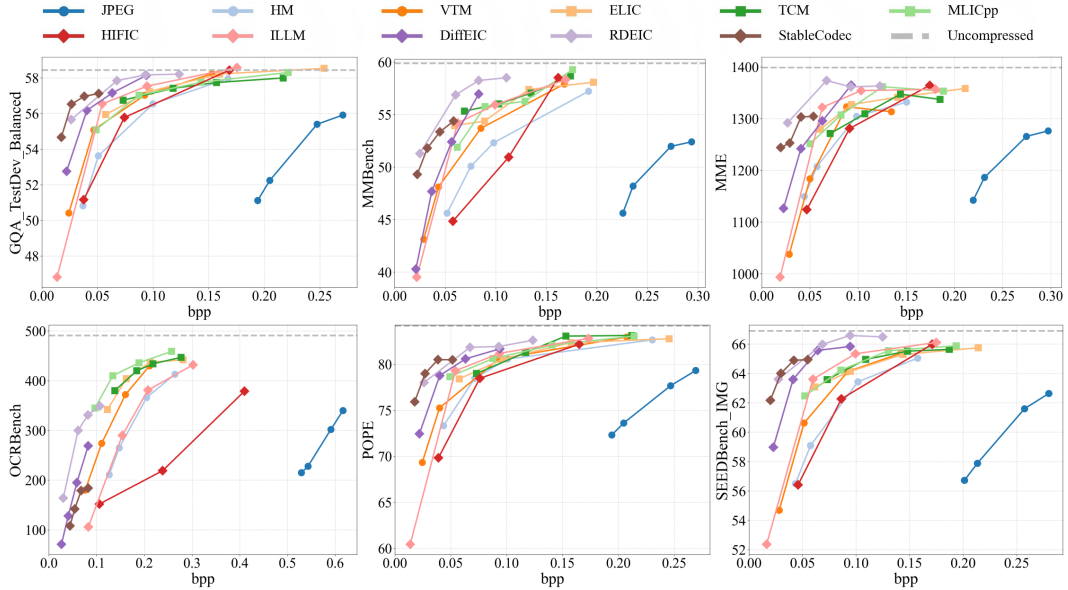 JPEG HM VTM ELIC TCM MLICpp
HIFIC ILLM DiffEIC RDEIC StableCodec Uncompressed
GQA_TestDev_Balanced
58
56
54
52
50
48
0.00 0.05 0.10 0.15 0.20 0.25
bpp
MMBench
60
55
50
45
40
0.00 0.05 0.10 0.15 0.20 0.25 0.30
bpp
MME
1400
1300
1200
1100
1000
0.00 0.05 0.10 0.15 0.20 0.25 0.30
bpp
OCRBench
500
400
300
200
100
0.0 0.1 0.2 0.3 0.4 0.5 0.6
bpp
POPE
80
75
70
65
60
0.00 0.05 0.10 0.15 0.20 0.25
bpp
SEEDBench_IMG
66
64
62
60
58
56
54
52
0.00 0.05 0.10 0.15 0.20 0.25
bpp